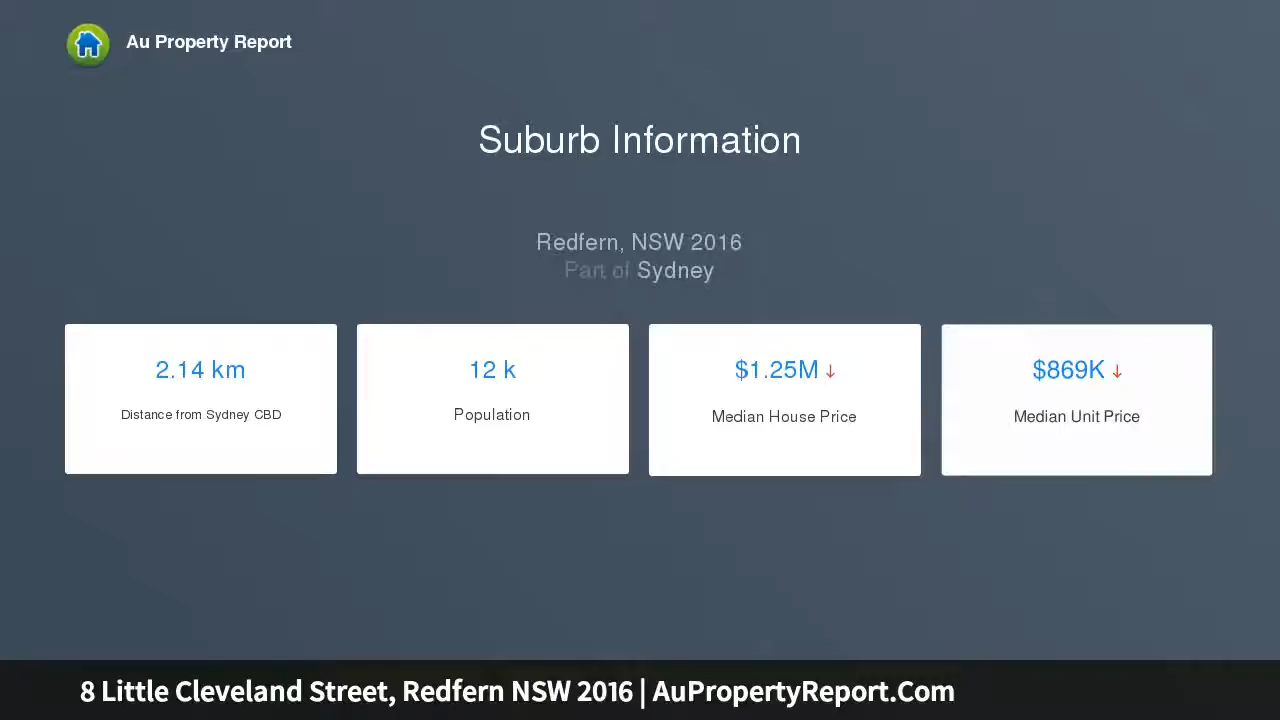 Au Property Report
Suburb Information
Redfern, NSW 2016
Part of Sydney
2.14 km
Distance from Sydney CBD
12 k
Population
$1.25M ↓
Median House Price
$869K ↓
Median Unit Price
8 Little Cleveland Street, Redfern NSW 2016 | AuPropertyReport.Com